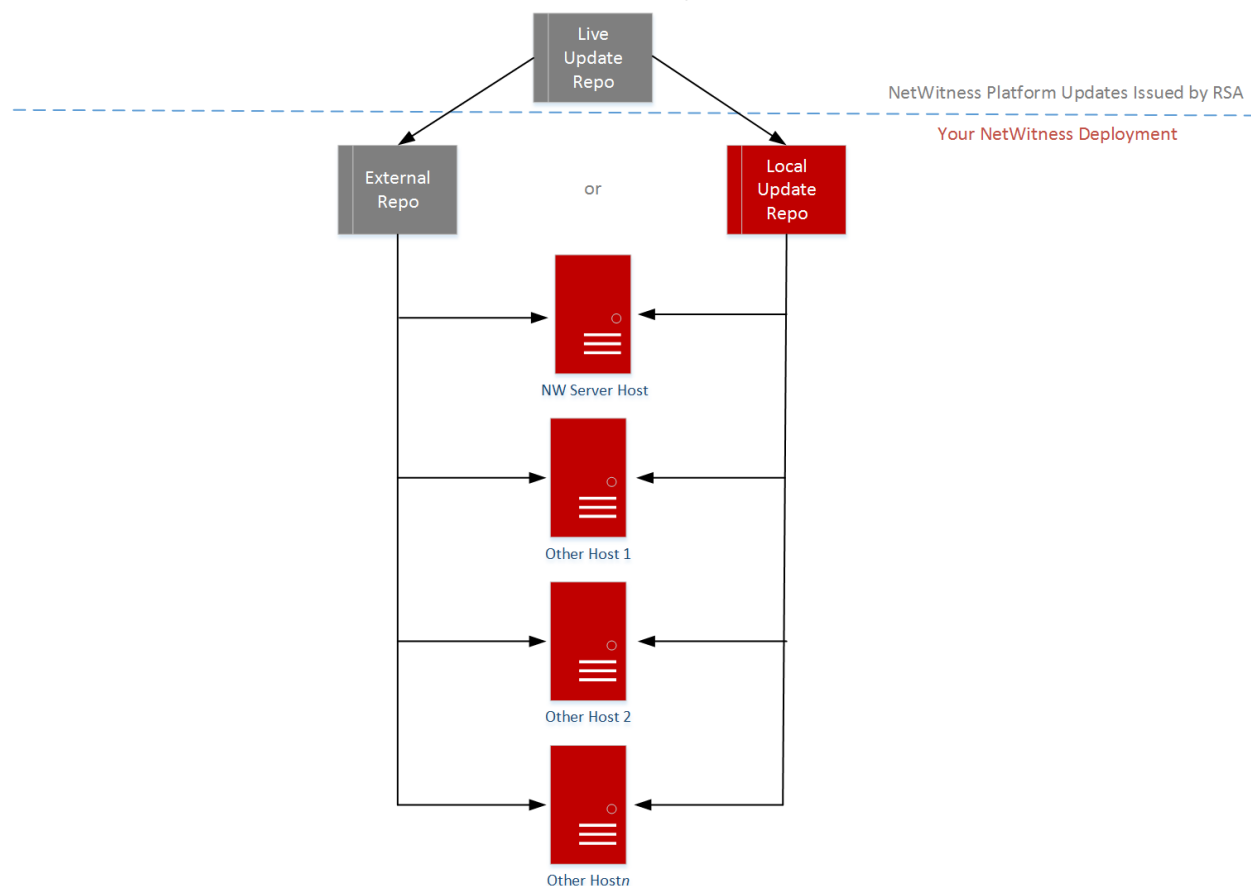 Live
Update
Repo
NetWitness Platform Updates Issued by RSA
Your NetWitness Deployment
External
Repo
or
Local
Update
Repo
NW Server Host
Other Host 1
Other Host 2
Other Hostn